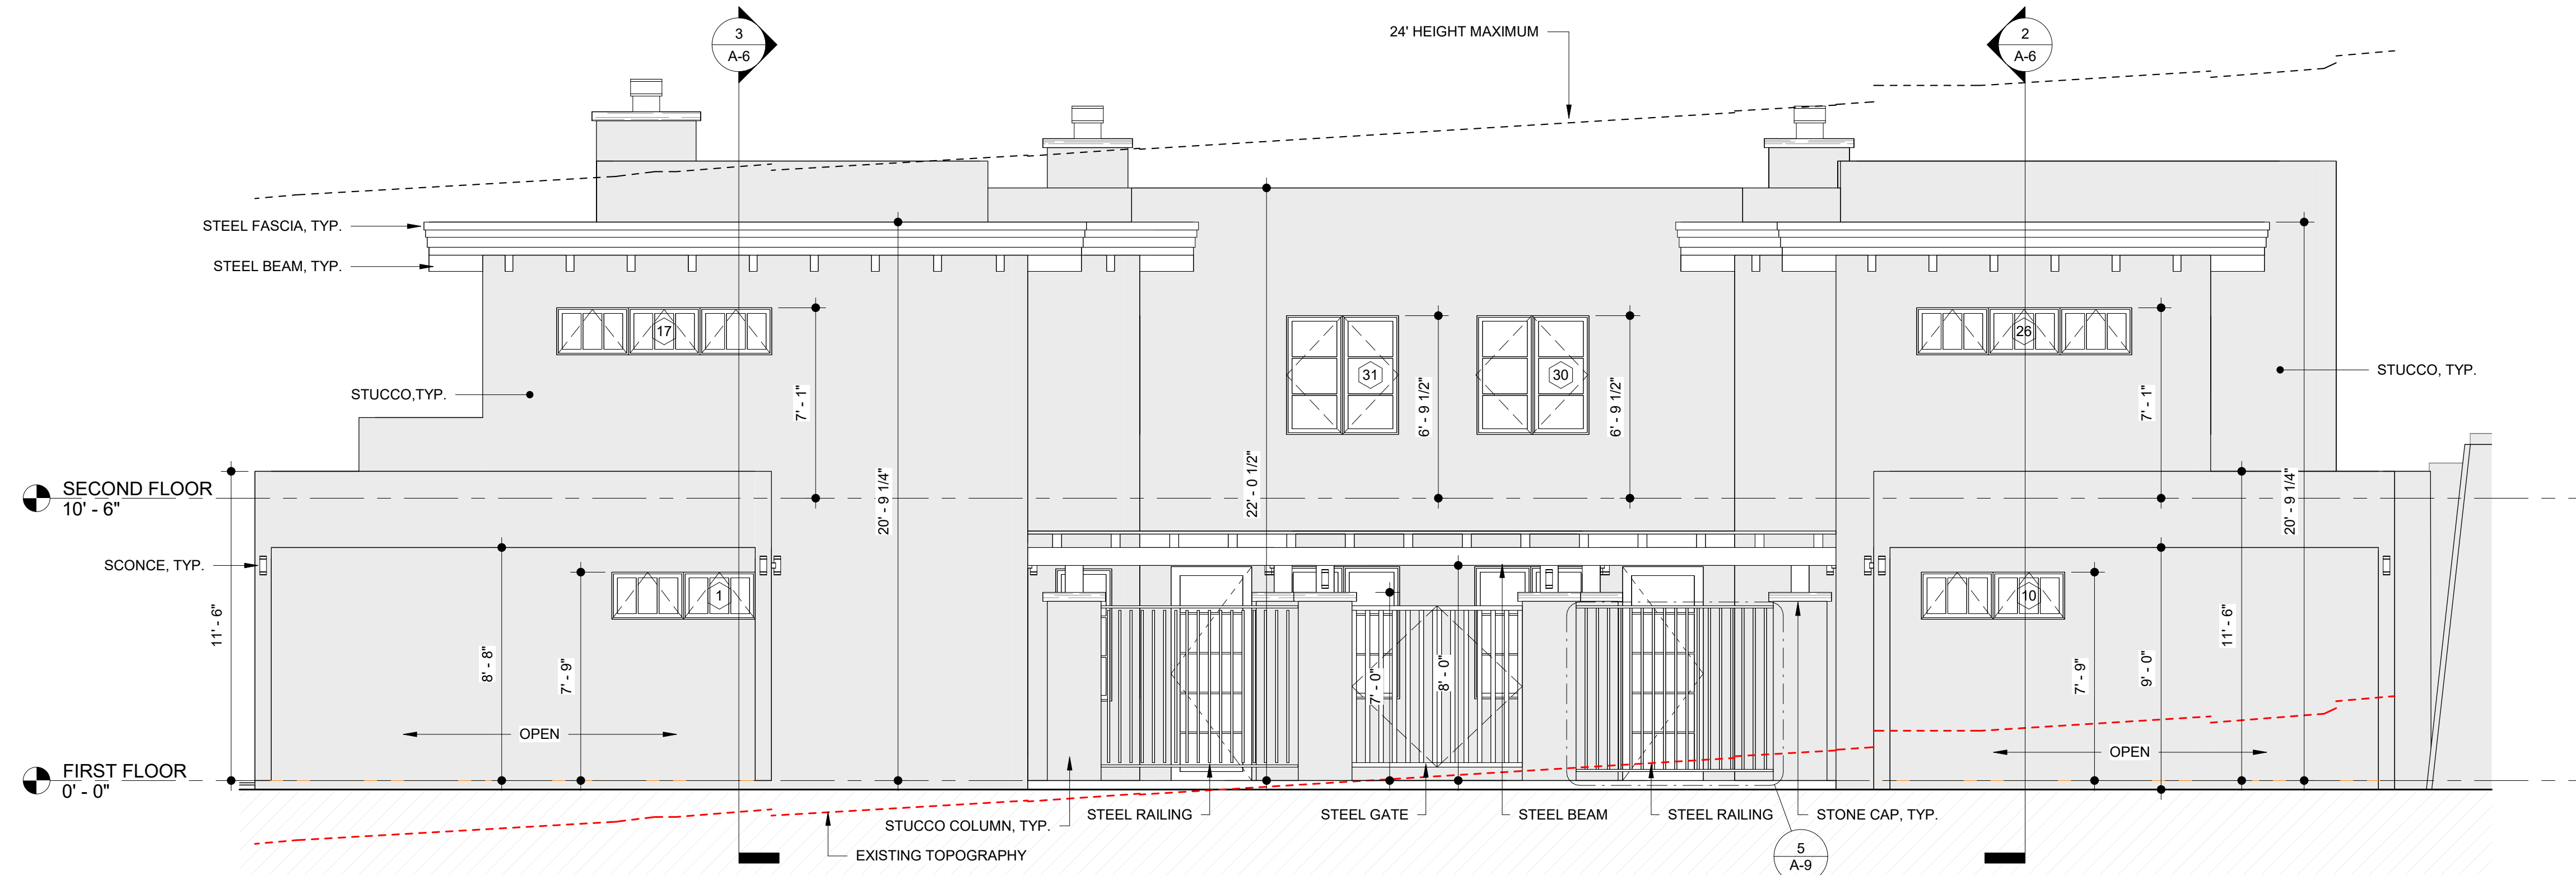 3
A-6
24' HEIGHT MAXIMUM
2
A-6
STEEL FASCIA, TYP.
STEEL BEAM, TYP.
17
31
30
26
STUCCO,TYP.
STUCCO, TYP.
7' - 1"
6' - 9 1/2"
6' - 9 1/2"
7' - 1"
SECOND FLOOR
10' - 6"
20' - 9 1/4"
22' - 0 1/2"
20' - 9 1/4"
SCONCE, TYP.
1
10
11' - 6"
8' - 8"
7' - 9"
7' - 0"
8' - 0"
7' - 9"
9' - 0"
11' - 6"
OPEN
OPEN
FIRST FLOOR
0' - 0"
STUCCO COLUMN, TYP.
STEEL RAILING
STEEL GATE
STEEL BEAM
STEEL RAILING
STONE CAP, TYP.
EXISTING TOPOGRAPHY
5
A-9